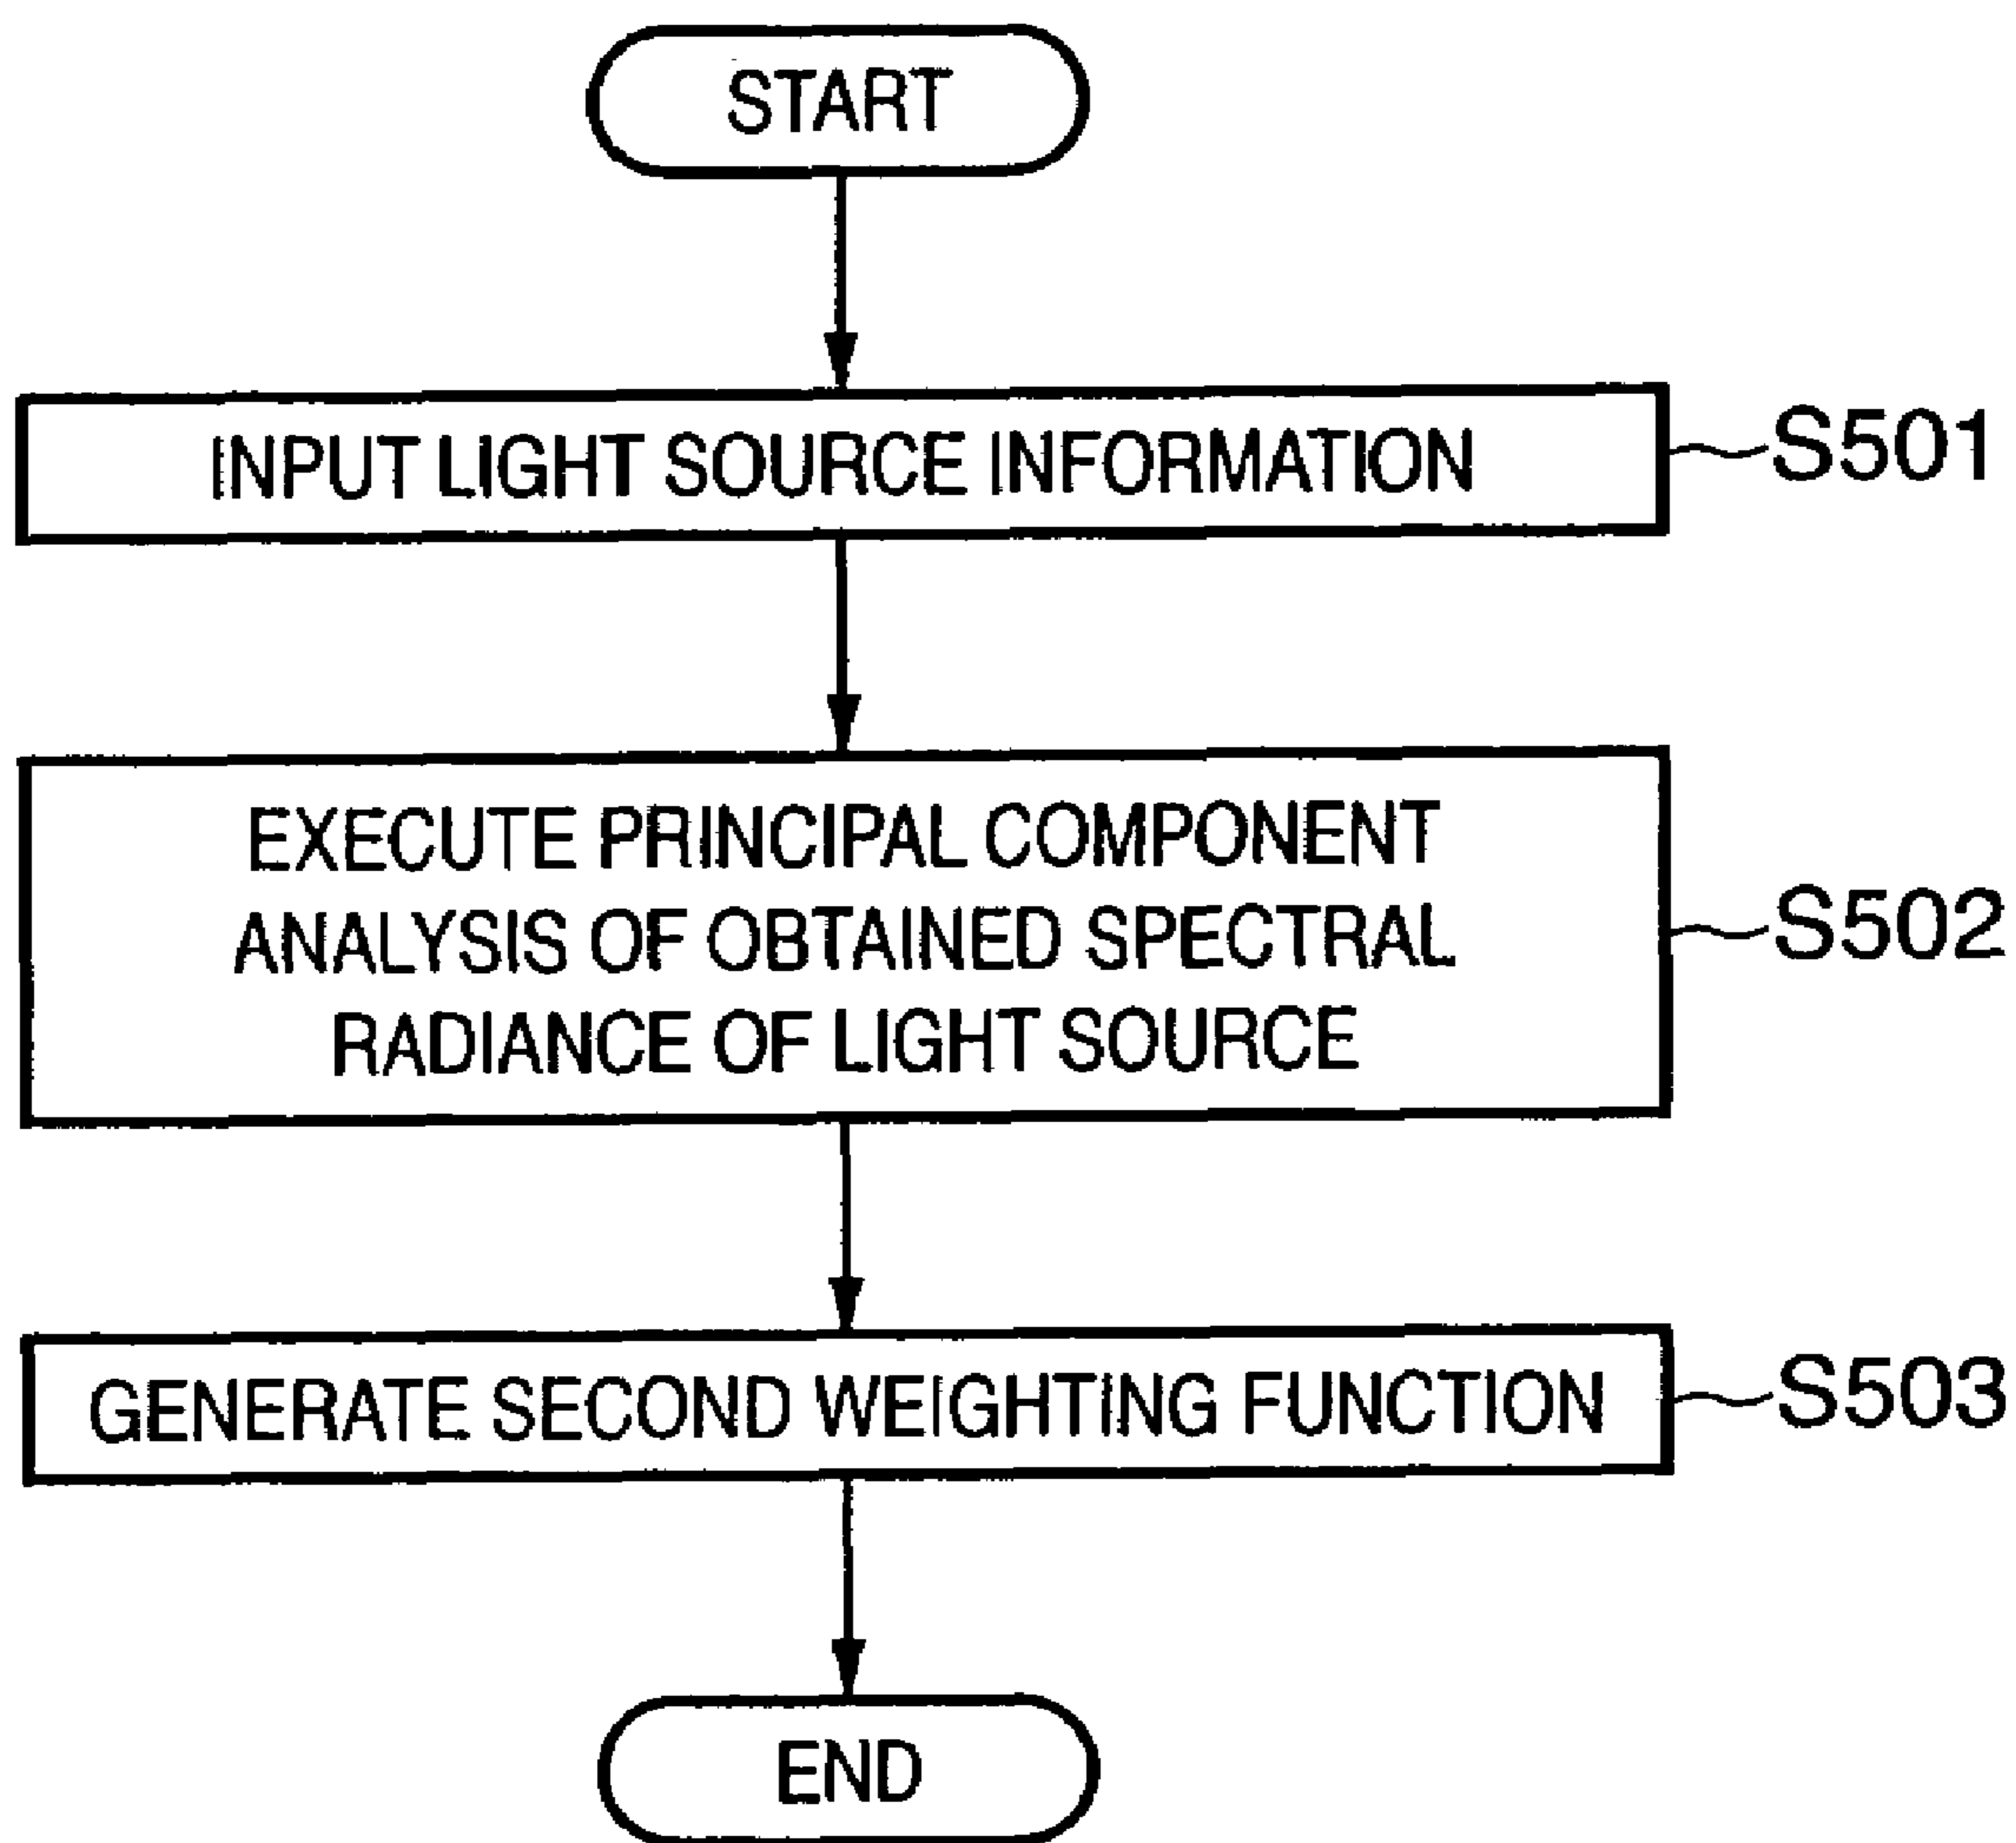 START
INPUT LIGHT SOURCE INFORMATION
S501
EXECUTE PRINCIPAL COMPONENT
ANALYSIS OF OBTAINED SPECTRAL
RADIANCE OF LIGHT SOURCE
S502
GENERATE SECOND WEIGHTING FUNCTION
S503
END